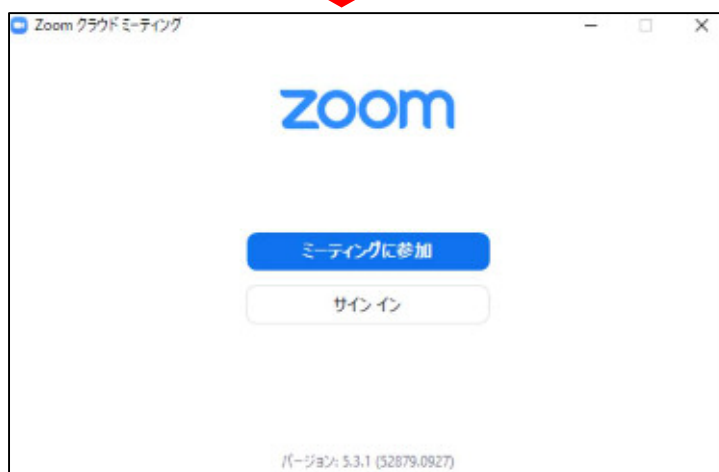 Zoom クラウド ミーティング
zoom
ミーティングに参加
サイン イン
バージョン: 5.3.1 (52879.0927)